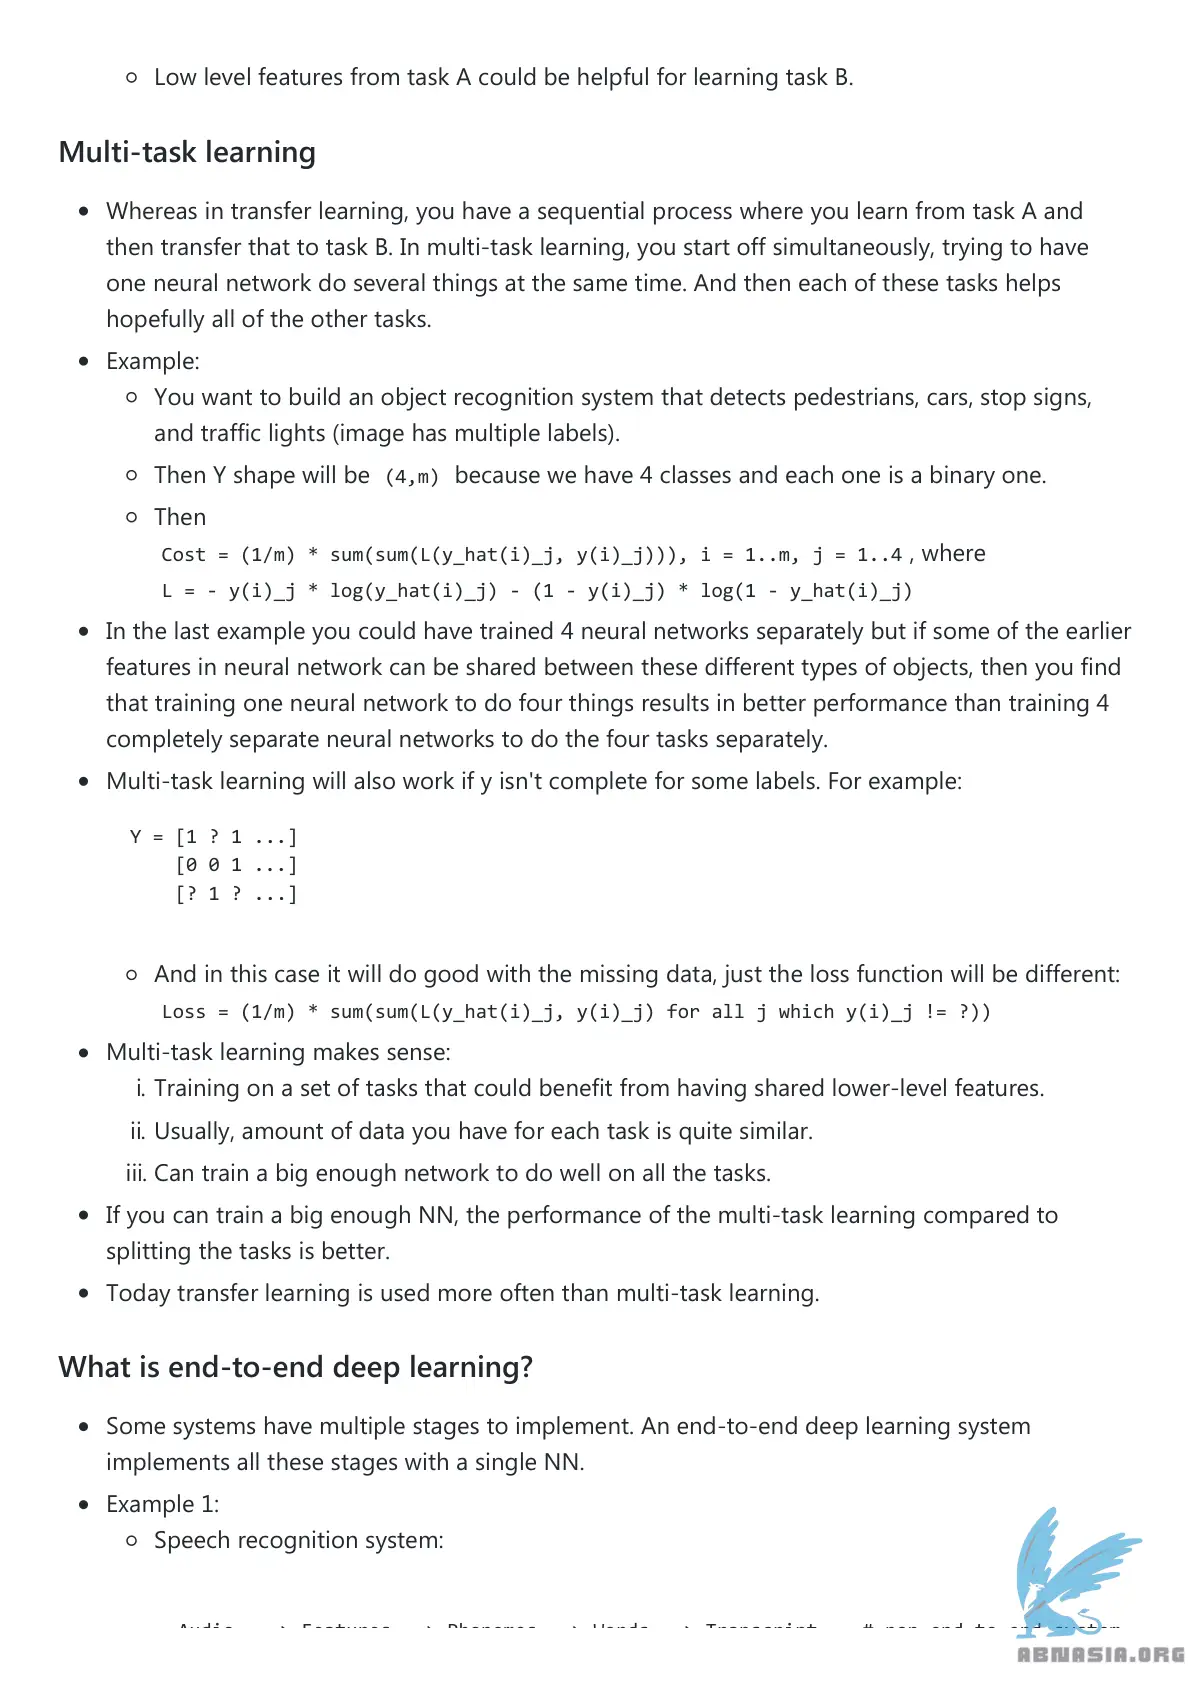 Low level features from task A could be helpful for learning task B.
Multi-task learning
Whereas in transfer learning, you have a sequential process where you learn from task A and
then transfer that to task B. In multi-task learning, you start off simultaneously, trying to have
one neural network do several things at the same time. And then each of these tasks helps
hopefully all of the other tasks.
Example:
You want to build an object recognition system that detects pedestrians, cars, stop signs,
and traffic lights (image has multiple labels).
Then Y shape will be (4,m) because we have 4 classes and each one is a binary one.
Then
Cost = (1/m) * sum(sum(L(y_hat(i)_j, y(i)_j))), i = 1..m, j = 1..4 , where
L = - y(i)_j * log(y_hat(i)_j) - (1 - y(i)_j) * log(1 - y_hat(i)_j)
In the last example you could have trained 4 neural networks separately but if some of the earlier
features in neural network can be shared between these different types of objects, then you find
that training one neural network to do four things results in better performance than training 4
completely separate neural networks to do the four tasks separately.
Multi-task learning will also work if y isn't complete for some labels. For example:
Y = [1 ? 1 ...]
[0 0 1 ...]
[? 1 ? ...]
And in this case it will do good with the missing data, just the loss function will be different:
Loss = (1/m) * sum(sum(L(y_hat(i)_j, y(i)_j) for all j which y(i)_j != ?))
Multi-task learning makes sense:
i. Training on a set of tasks that could benefit from having shared lower-level features.
ii. Usually, amount of data you have for each task is quite similar.
iii. Can train a big enough network to do well on all the tasks.
If you can train a big enough NN, the performance of the multi-task learning compared to
splitting the tasks is better.
Today transfer learning is used more often than multi-task learning.
What is end-to-end deep learning?
Some systems have multiple stages to implement. An end-to-end deep learning system
implements all these stages with a single NN.
Example 1:
Speech recognition system:
ABNASIA.ORG